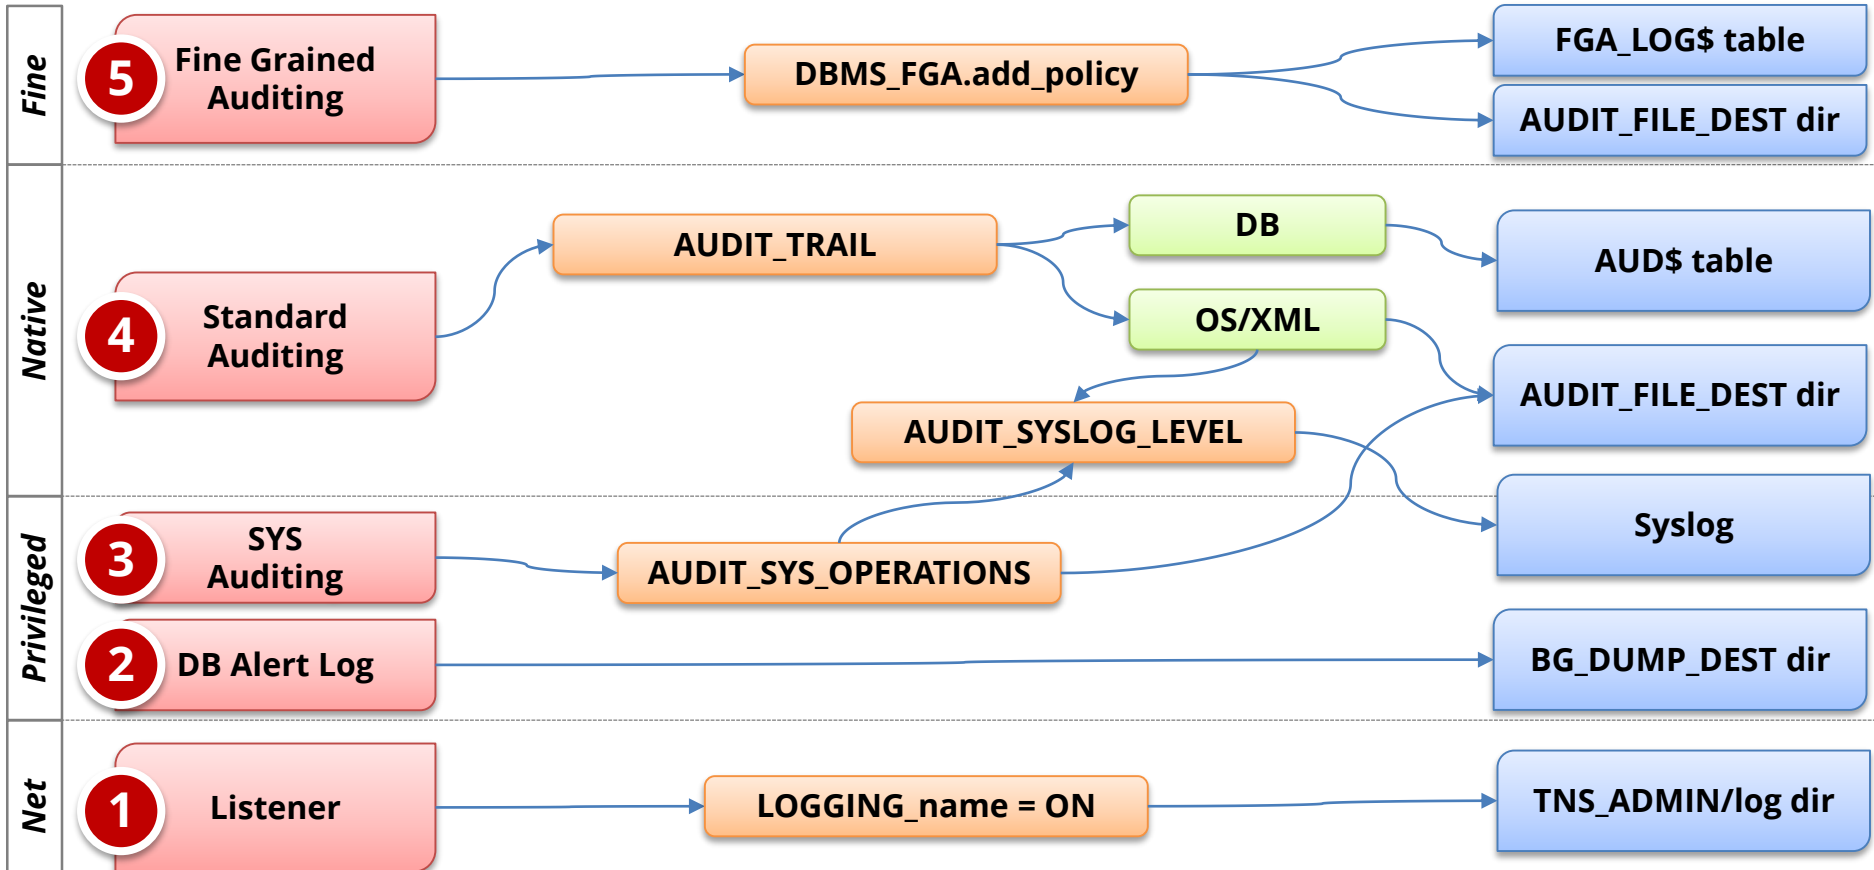 Fine
5
Fine Grained
Auditing
DBMS_FGA.add_policy
FGA_LOG$ table
AUDIT_FILE_DEST dir
Native
4
Standard
Auditing
AUDIT_TRAIL
DB
OS/XML
AUD$ table
AUDIT_FILE_DEST dir
AUDIT_SYSLOG_LEVEL
Syslog
Privileged
3
SYS
Auditing
AUDIT_SYS_OPERATIONS
2
DB Alert Log
BG_DUMP_DEST dir
Net
1
Listener
LOGGING_name = ON
TNS_ADMIN/log dir